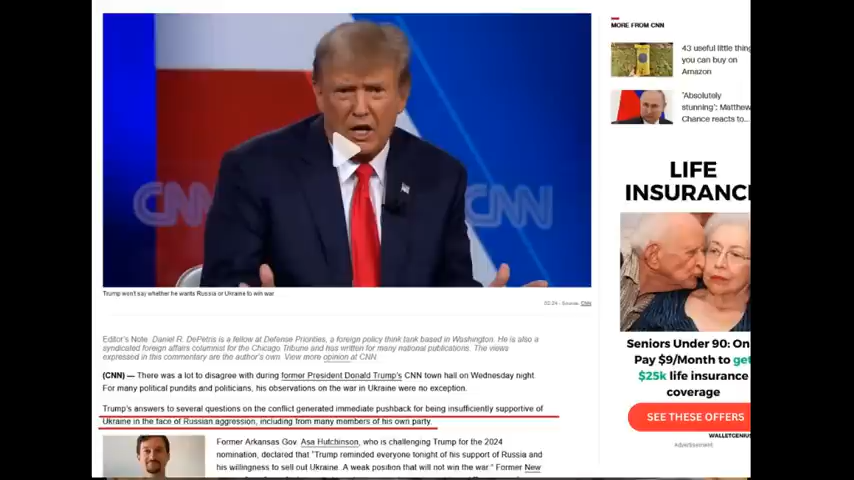 CNN
CNN
Trump won't say whether he wants Russia or Ukraine to win war
02:24 - Source: CNN
Editor's Note: Daniel R. DePetris is a fellow at Defense Priorities, a foreign policy think tank based in Washington. He is also a
syndicated foreign affairs columnist for the Chicago Tribune and has written for many national publications. The views
expressed in this commentary are the author's own. View more opinion at CNN.
(CNN) — There was a lot to disagree with during former President Donald Trump's CNN town hall on Wednesday night.
For many political pundits and politicians, his observations on the war in Ukraine were no exception.
Trump's answers to several questions on the conflict generated immediate pushback for being insufficiently supportive of
Ukraine in the face of Russian aggression, including from many members of his own party.
Former Arkansas Gov. Asa Hutchinson, who is challenging Trump for the 2024
nomination, declared that "Trump reminded everyone tonight of his support of Russia and
his willingness to sell out Ukraine. A weak position that will not win the war." Former New
MORE FROM CNN
43 useful little thing
you can buy on
Amazon
"Absolutely
stunning": Matthew
Chance reacts to...
LIFE
INSURANC
Seniors Under 90: On
Pay $9/Month to get
$25k life insurance
coverage
SEE THESE OFFERS
WALLETGENIUS
Advertisement